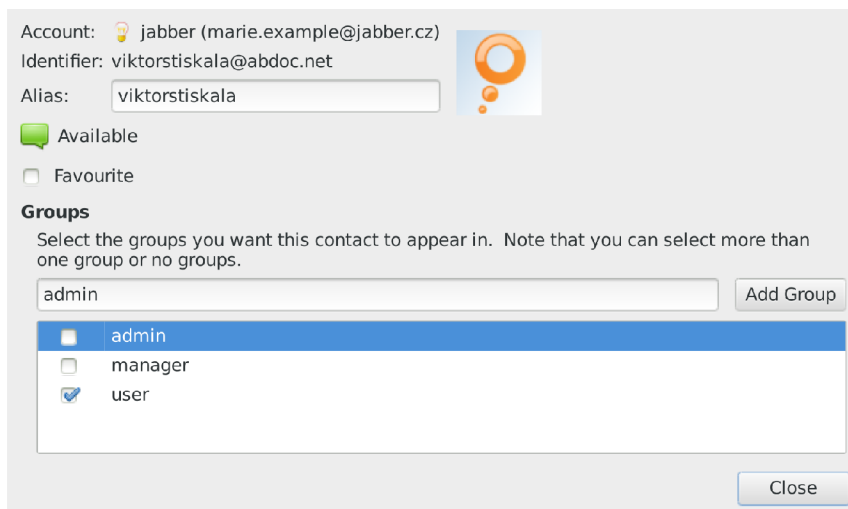 Account: jabber (marie.example@jabber.cz)
Identifier: viktorstiskala@abdoc.net
Alias: viktorstiskala
Available
Favourite
Groups
Select the groups you want this contact to appear in. Note that you can select more than
one group or no groups.
admin Add Group
admin
manager
user
Close